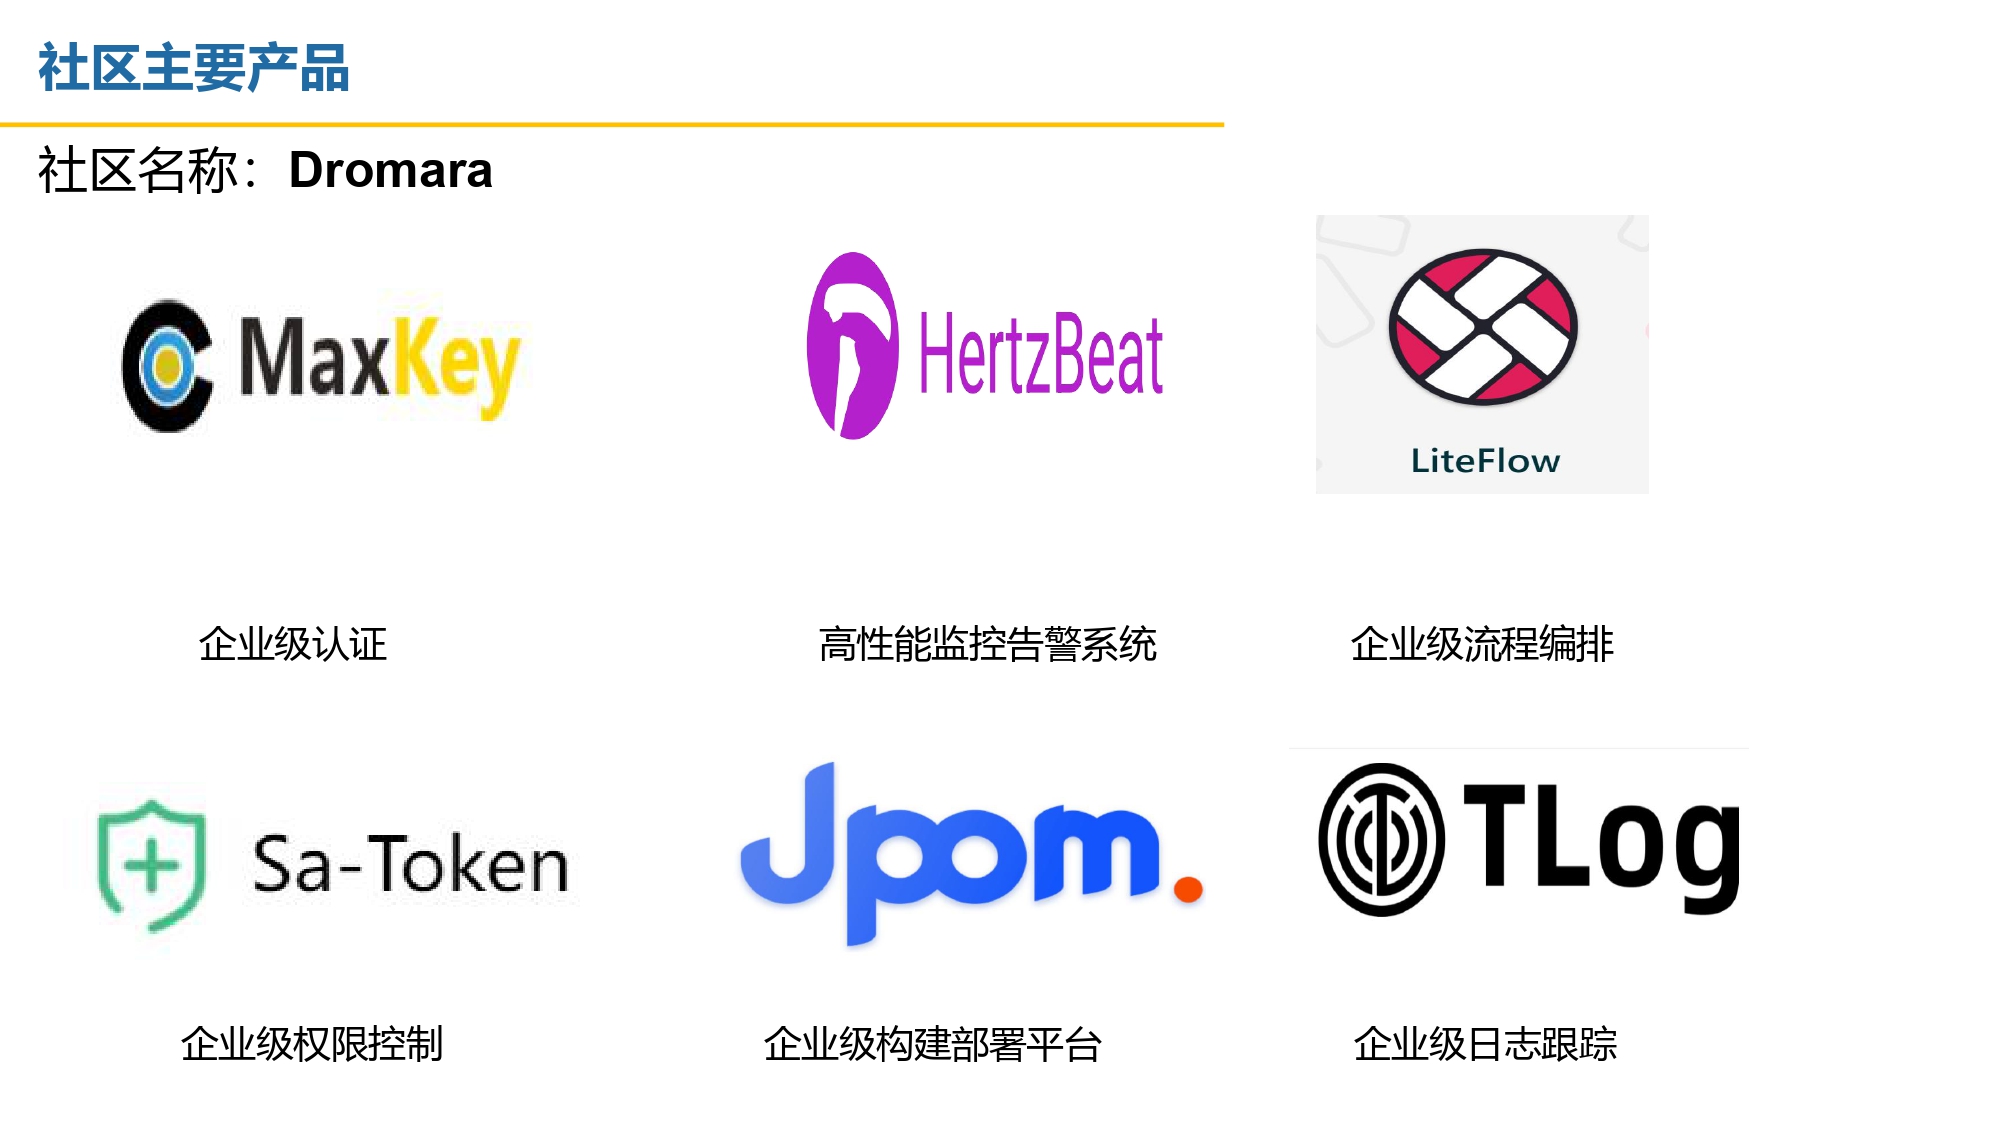 社区主要产品
社区名称：Dromara
MaxKey
HertzBeat
LiteFlow
企业级认证
高性能监控告警系统
企业级流程编排
Sa-Token
Jpom.
TLog
企业级权限控制
企业级构建部署平台
企业级日志跟踪